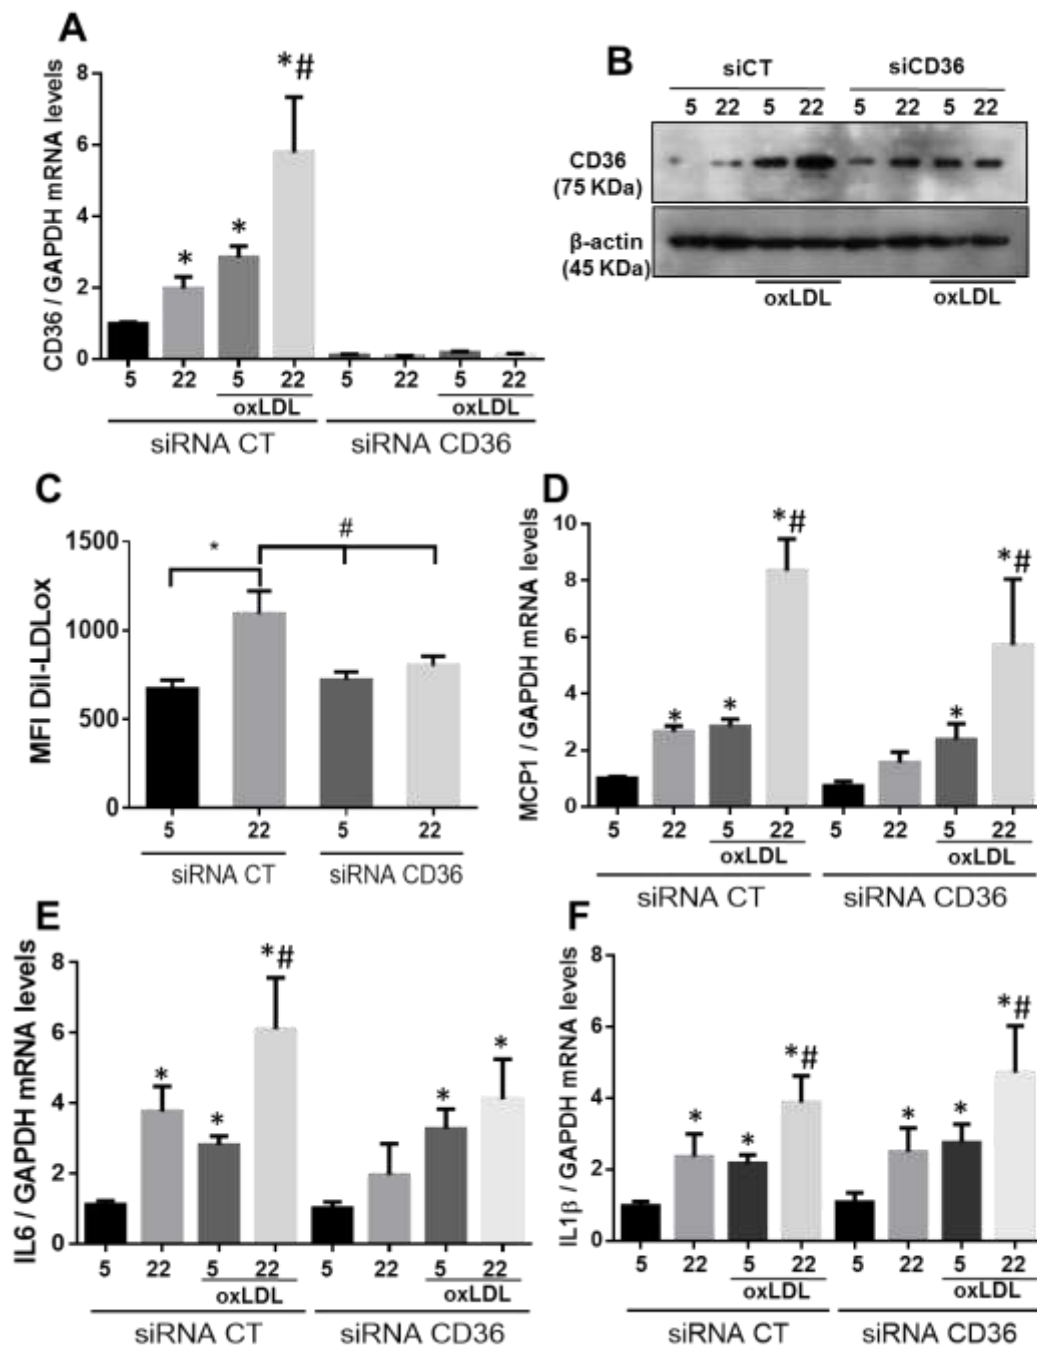 A
CD36 / GAPDH mRNA levels
8
6
4
2
0
*
*
*#
5 22 5 22 5 22 5 22
oxLDL oxLDL
siRNA CT siRNA CD36
B
siCT siCD36
5 22 5 22 5 22 5 22
CD36
(75 KDa)
β-actin
(45 KDa)
oxLDL oxLDL
C
MFI DiI-LDLox
1500
1000
500
0
*
#
5 22 5 22
siRNA CT siRNA CD36
D
MCP1 / GAPDH mRNA levels
10
8
6
4
2
0
* * *# * *#
5 22 5 22 5 22 5 22
oxLDL oxLDL
siRNA CT siRNA CD36
E
IL6 / GAPDH mRNA levels
8
6
4
2
0
* * *# * *
5 22 5 22 5 22 5 22
oxLDL oxLDL
siRNA CT siRNA CD36
F
IL1β / GAPDH mRNA levels
8
6
4
2
0
* * *# * * *#
5 22 5 22 5 22 5 22
oxLDL oxLDL
siRNA CT siRNA CD36